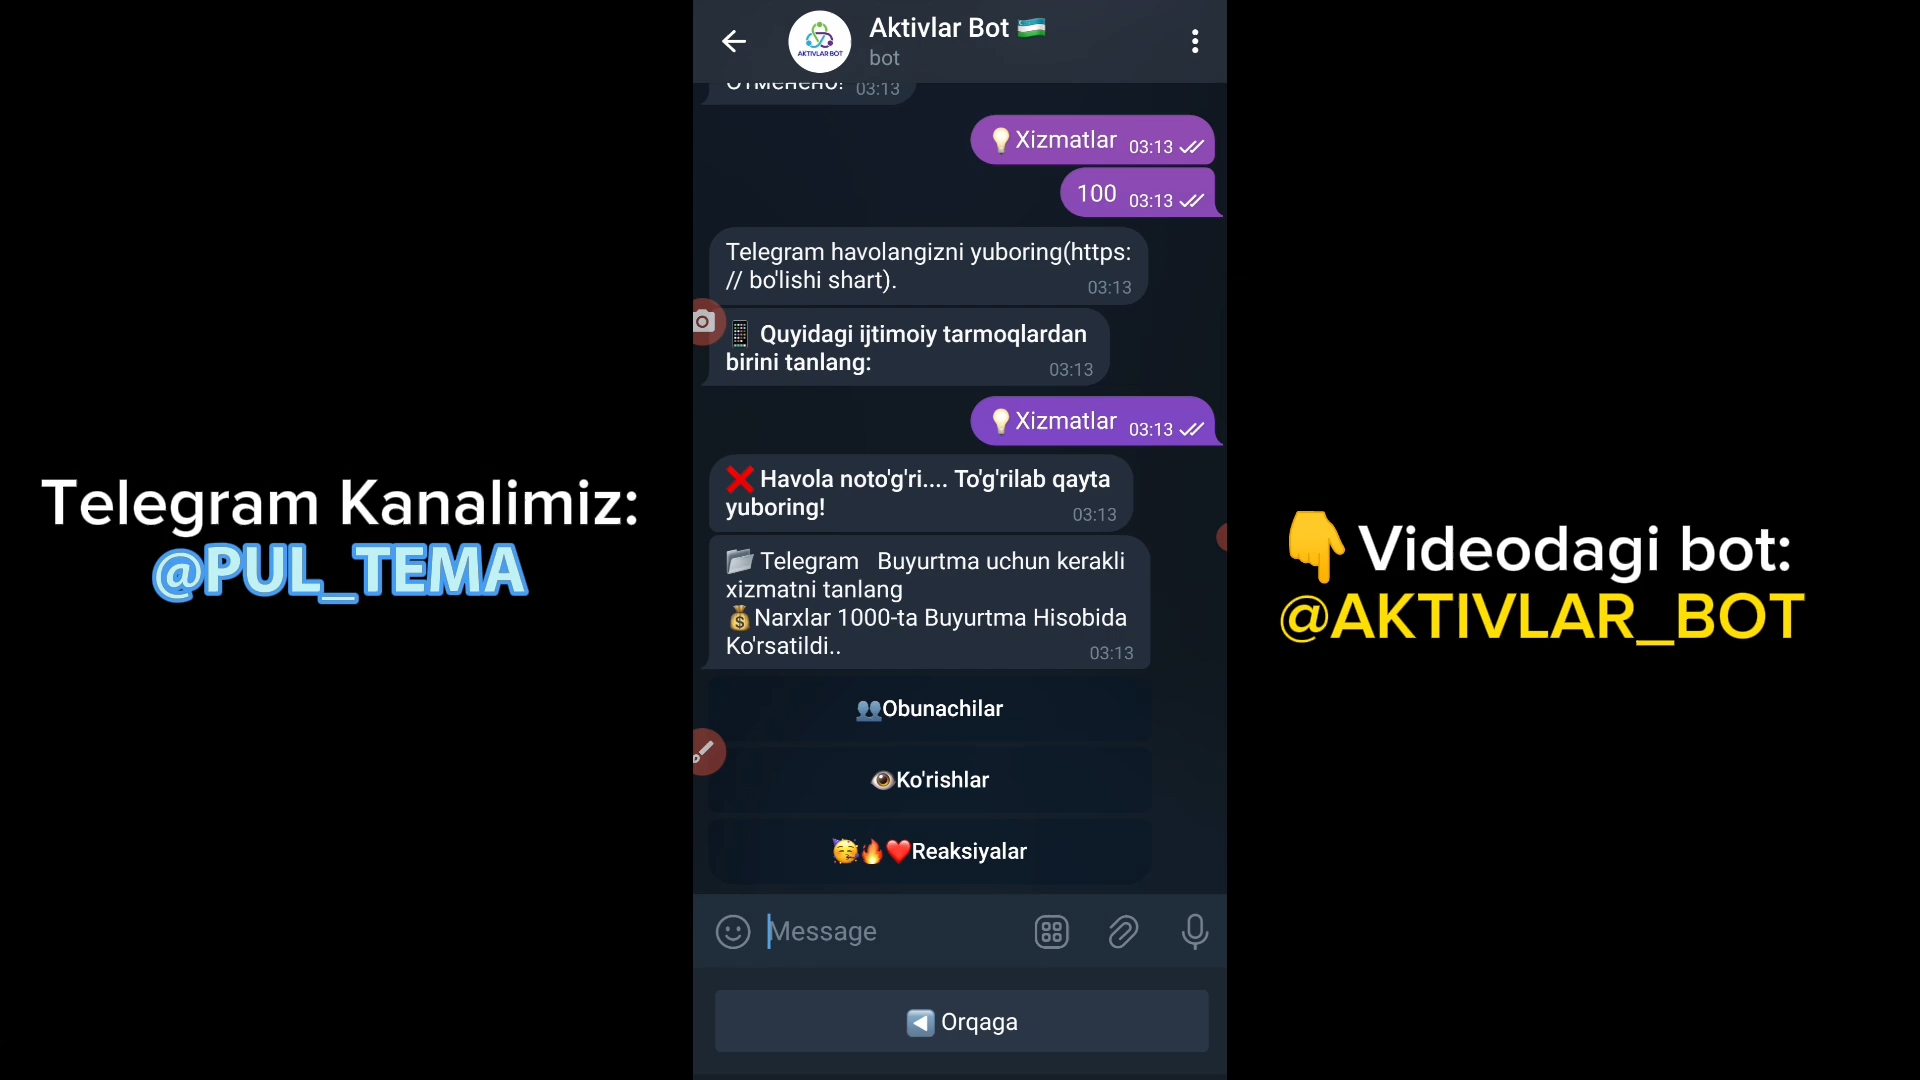 Aktivlar Bot 🇺🇿
bot
AKTIVLAR BOT
Отменено! 03:13
💡Xizmatlar 03:13
100 03:13
Telegram havolangizni yuboring(https:
// bo'lishi shart). 03:13
📱 Quyidagi ijtimoiy tarmoqlardan
birini tanlang: 03:13
💡Xizmatlar 03:13
❌Havola noto'g'ri.... To'g'rilab qayta
yuboring! 03:13
📂 Telegram Buyurtma uchun kerakli
xizmatni tanlang
💰Narxlar 1000-ta Buyurtma Hisobida
Ko'rsatildi.. 03:13
👥Obunachilar
👁Ko'rishlar
🥳🔥❤️Reaksiyalar
Message
◀️ Orqaga
Telegram Kanalimiz:
@PUL_TEMA
👇Videodagi bot:
@AKTIVLAR_BOT